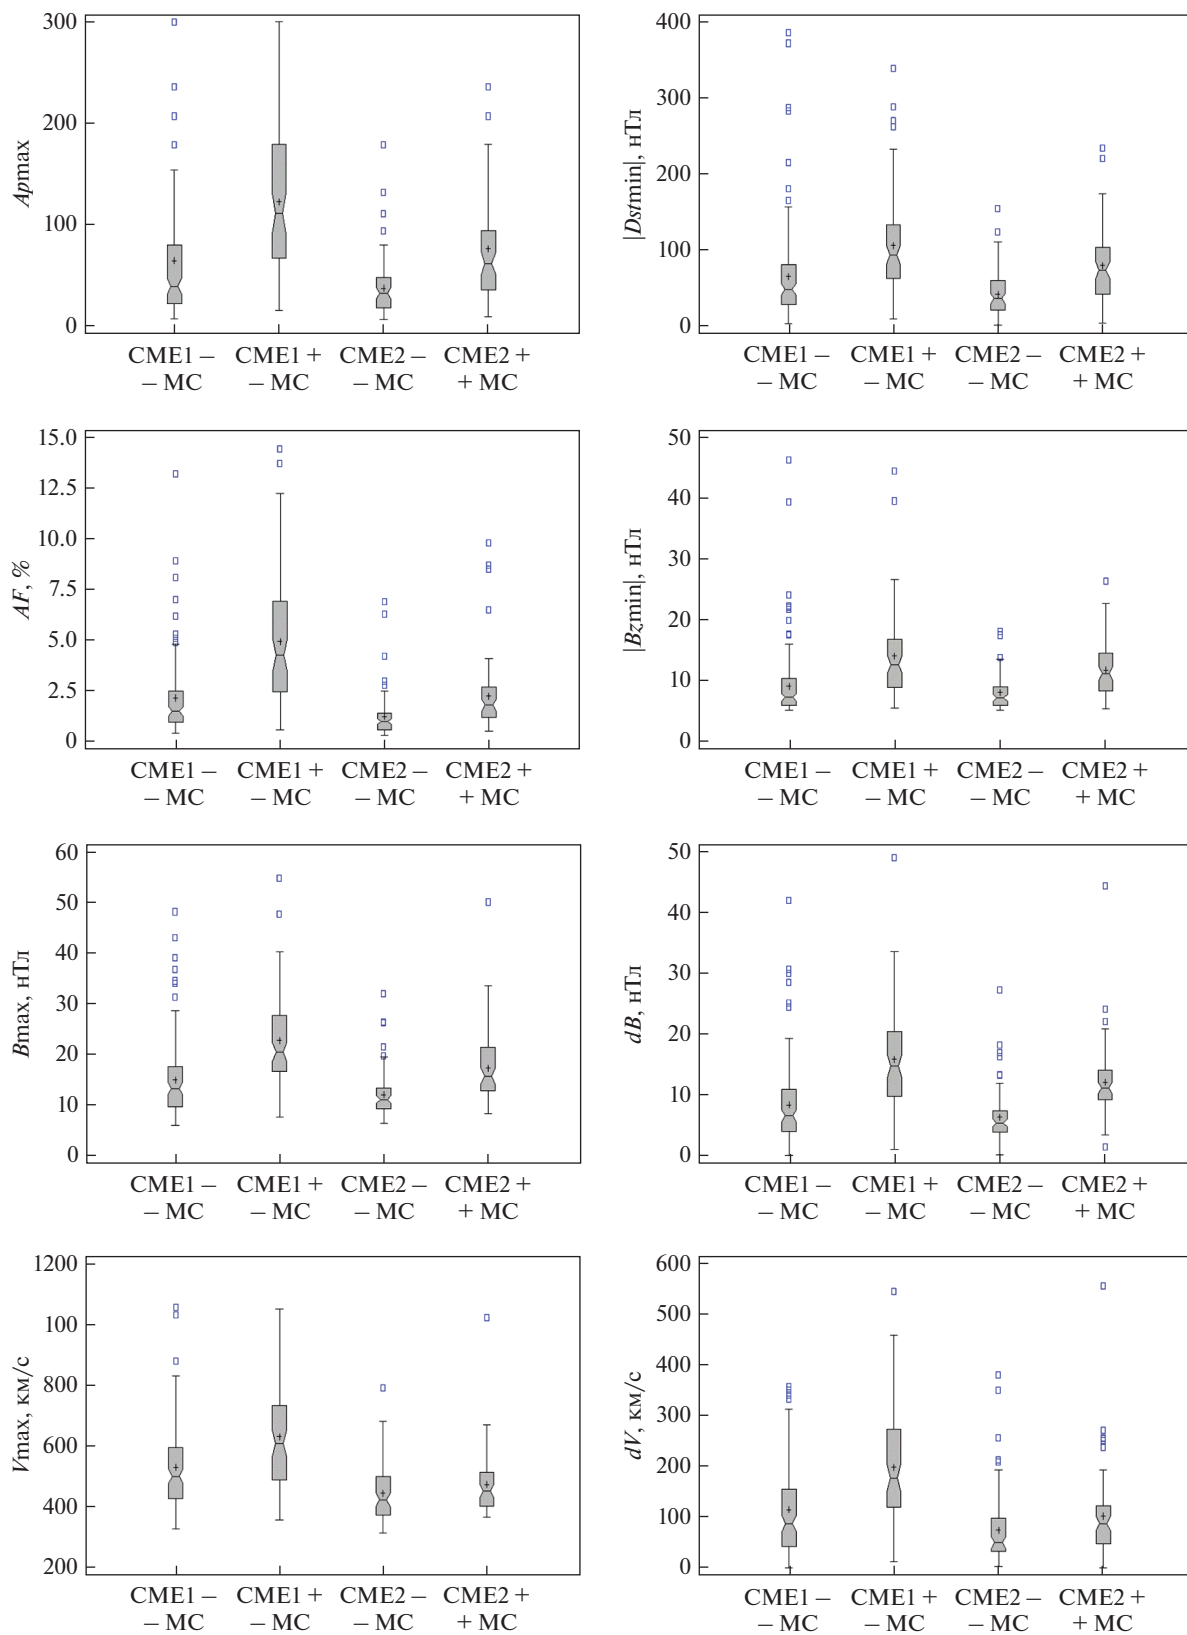 300
200
100
0
Apmax
CME1 – CME1 + CME2 – CME2 +
– MC – MC – MC + MC
400
300
200
100
0
|Dstmin|, нТл
CME1 – CME1 + CME2 – CME2 +
– MC – MC – MC + MC
15.0
12.5
10.0
7.5
5.0
2.5
0
AF, %
CME1 – CME1 + CME2 – CME2 +
– MC – MC – MC + MC
50
40
30
20
10
0
|Bzmin|, нТл
CME1 – CME1 + CME2 – CME2 +
– MC – MC – MC + MC
60
50
40
30
20
10
0
Bmax, нТл
CME1 – CME1 + CME2 – CME2 +
– MC – MC – MC + MC
50
40
30
20
10
0
dB, нТл
CME1 – CME1 + CME2 – CME2 +
– MC – MC – MC + MC
1200
100
800
600
400
200
Vmax, км/с
CME1 – CME1 + CME2 – CME2 +
– MC – MC – MC + MC
600
500
400
300
200
100
0
dV, км/с
CME1 – CME1 + CME2 – CME2 +
– MC – MC – MC + MC